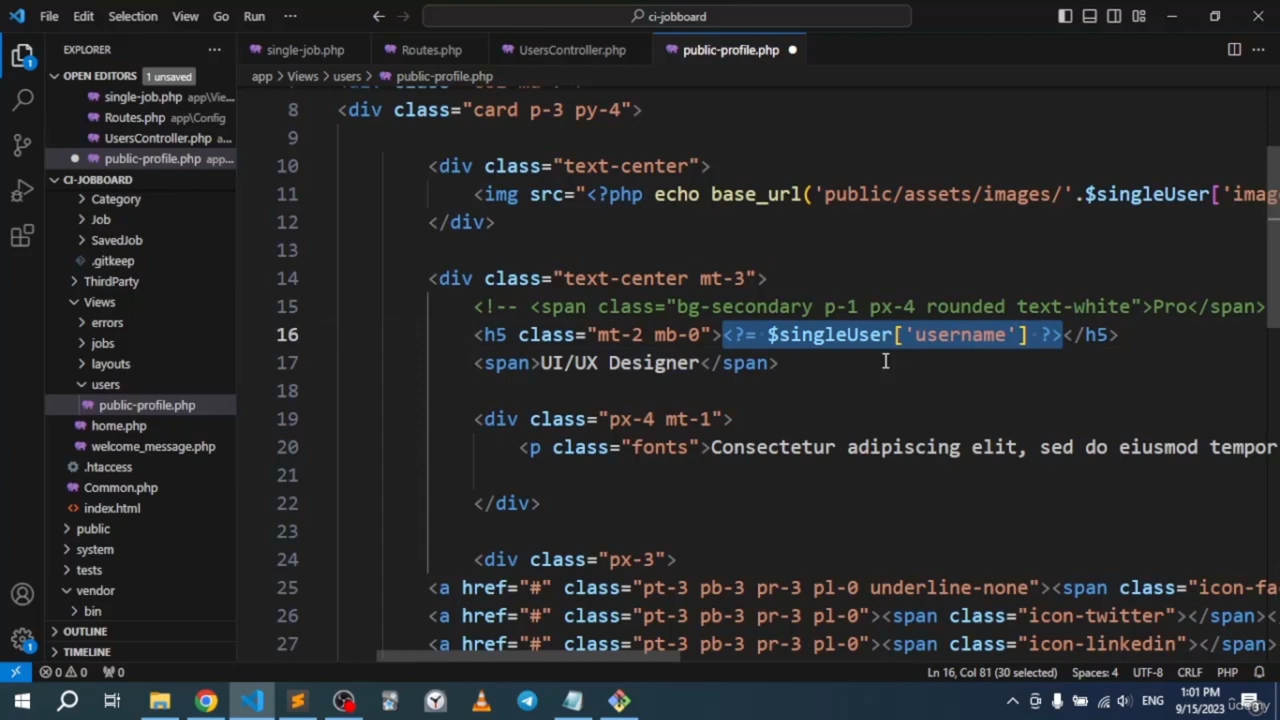 File Edit Selection View Go Run ··· ci-jobboard
EXPLORER ··· single-job.php Routes.php UsersController.php public-profile.php ···
OPEN EDITORS 1 unsaved app > Views > users > public-profile.php
single-job.php app\Vie...
Routes.php app\Config
UsersController.php a...
public-profile.php app...
CI-JOBBOARD
Category
Job
SavedJob
.gitkeep
ThirdParty
Views
errors
jobs
layouts
users
public-profile.php
home.php
welcome_message.php
.htaccess
Common.php
index.html
public
system
tests
vendor
bin
OUTLINE
TIMELINE
8 <div class="card p-3 py-4">
9
10 <div class="text-center">
11 <img src="<?php echo base_url('public/assets/images/'.$singleUser['imag
12 </div>
13
14 <div class="text-center mt-3">
15 <!-- <span class="bg-secondary p-1 px-4 rounded text-white">Pro</span>
16 <h5 class="mt-2 mb-0"><?= $singleUser['username'] ?></h5>
17 <span>UI/UX Designer</span>
18
19 <div class="px-4 mt-1">
20 <p class="fonts">Consectetur adipiscing elit, sed do eiusmod tempor
21
22 </div>
23
24 <div class="px-3">
25 <a href="#" class="pt-3 pb-3 pr-3 pl-0 underline-none"><span class="icon-fa
26 <a href="#" class="pt-3 pb-3 pr-3 pl-0"><span class="icon-twitter"></span>
27 <a href="#" class="pt-3 pb-3 pr-3 pl-0"><span class="icon-linkedin"></span>
0 0 0 Ln 16, Col 81 (30 selected) Spaces: 4 UTF-8 CRLF PHP
ENG 1:01 PM
9/15/2023
udemy